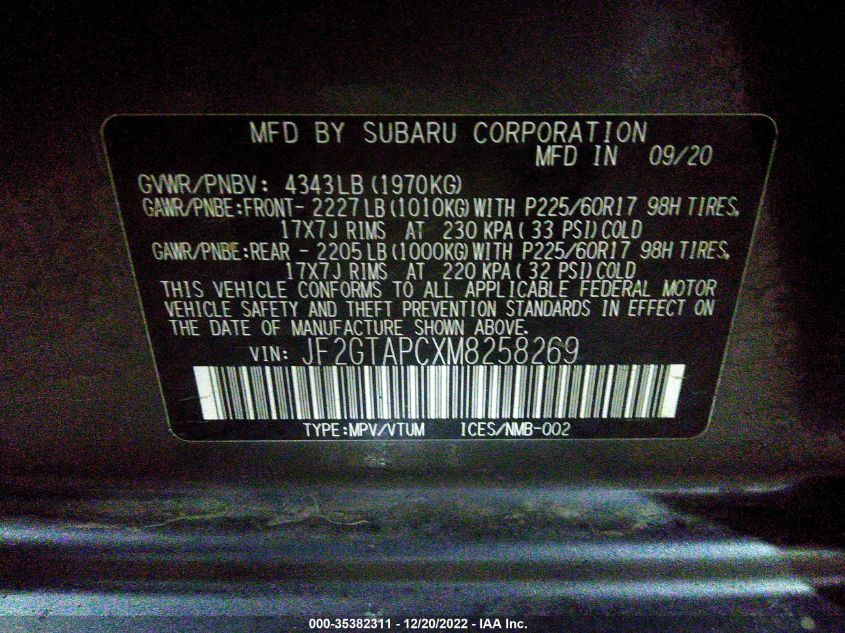 MFD BY SUBARU CORPORATION
MFD IN 09/20
GVWR/PNBV: 4343LB (1970KG)
GAWR/PNBE:FRONT- 2227LB (1010KG) WITH P225/60R17 98H TIRES,
17X7J RIMS AT 230 KPA ( 33 PSI) COLD
GAWR/PNBE:REAR - 2205LB (1000KG) WITH P225/60R17 98H TIRES,
17X7J RIMS AT 220 KPA ( 32 PSI) COLD
THIS VEHICLE CONFORMS TO ALL APPLICABLE FEDERAL MOTOR
VEHICLE SAFETY AND THEFT PREVENTION STANDARDS IN EFFECT ON
THE DATE OF MANUFACTURE SHOWN ABOVE.
VIN: JF2GTAPCXM8258269
TYPE:MPV/VTUM ICES/NMB-002
000-35382311 - 12/20/2022 - IAA Inc.